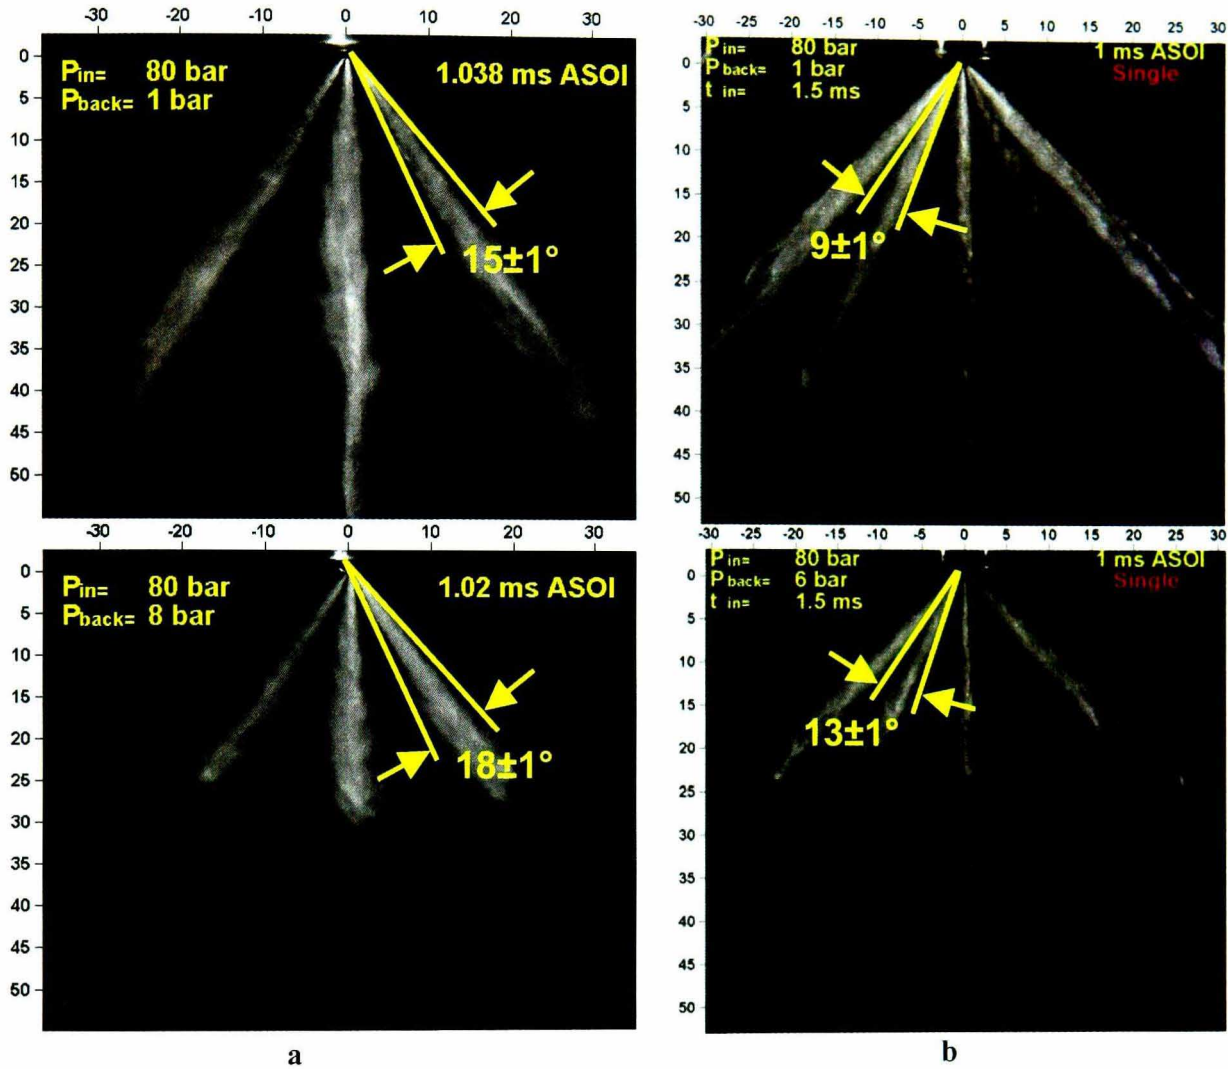 -30 -20 -10 0 10 20 30
0
5
10
15
20
25
30
35
40
45
50
Pin= 80 bar
Pback= 1 bar
1.038 ms ASOI
15±1°
-30 -25 -20 -15 -10 -5 0 5 10 15 20 25 30
0
5
10
15
20
25
30
35
40
45
50
Pin= 80 bar
Pback= 1 bar
t in= 1.5 ms
1 ms ASOI
Single
9±1°
-30 -20 -10 0 10 20 30
0
5
10
15
20
25
30
35
40
45
50
Pin= 80 bar
Pback= 8 bar
1.02 ms ASOI
18±1°
-30 -25 -20 -15 -10 -5 0 5 10 15 20 25 30
0
5
10
15
20
25
30
35
40
45
50
Pin= 80 bar
Pback= 6 bar
t in= 1.5 ms
1 ms ASOI
Single
13±1°
a
b